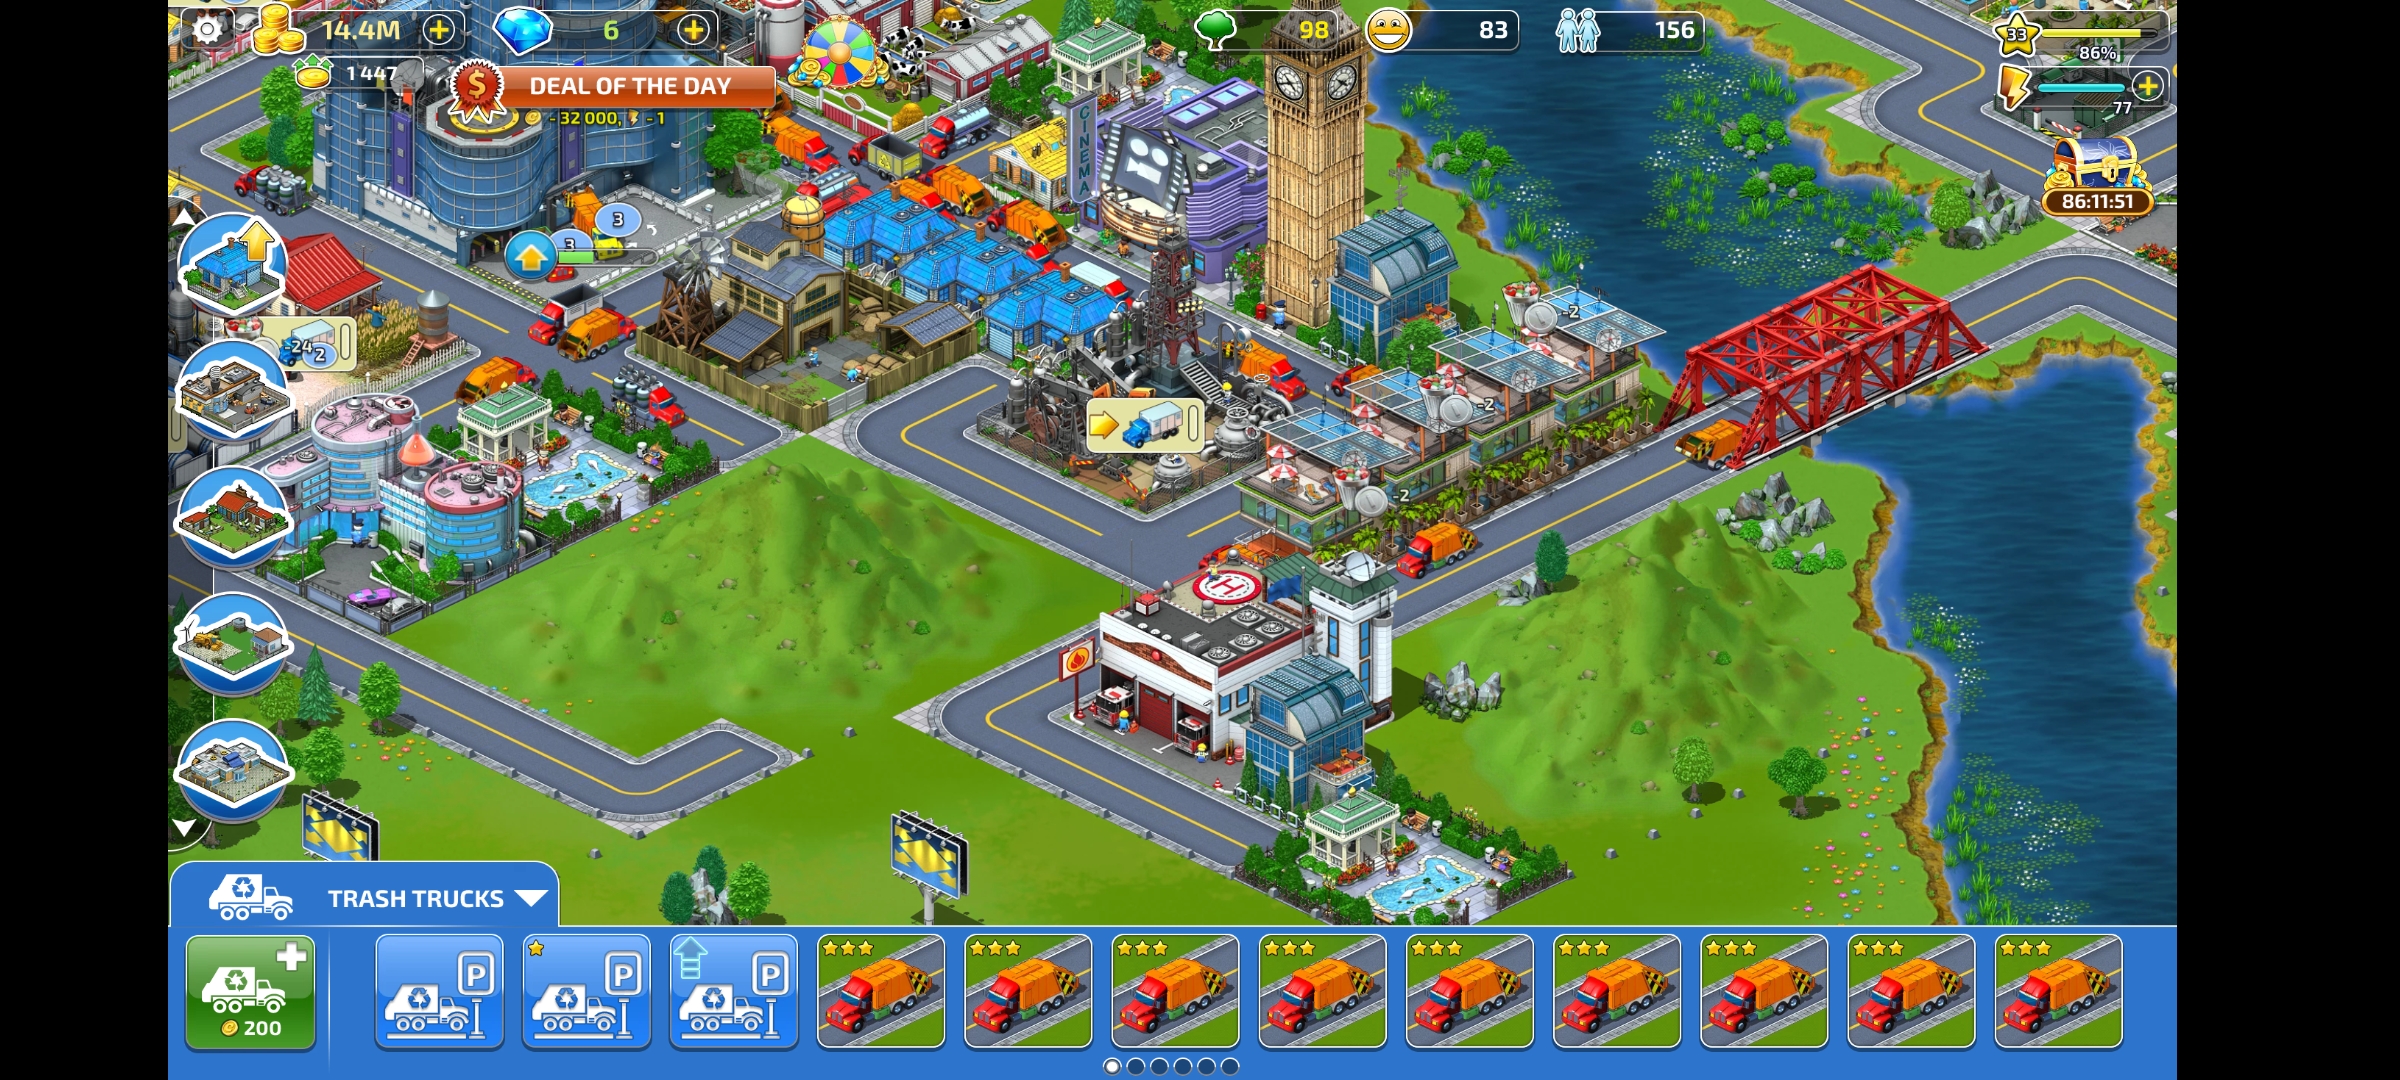 14.4M
6
98
83
156
33
86%
1 447
DEAL OF THE DAY
- 32 000, - 1
77
86:11:51
CINEMA
3
3
-24
2
-2
-2
-2
H
TRASH TRUCKS
200
P
P
P